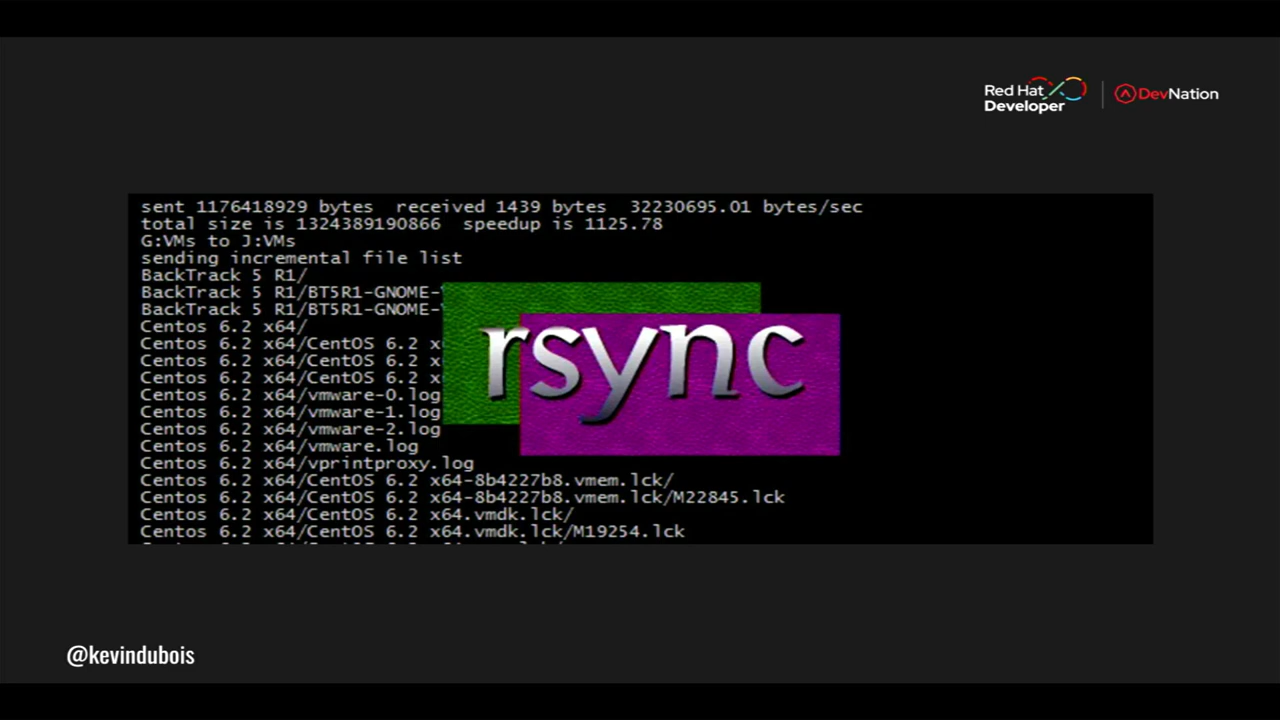 Red Hat
Developer
DevNation
sent 1176418929 bytes  received 1439 bytes  32230695.01 bytes/sec
total size is 1324389190866  speedup is 1125.78
G:VMs to J:VMs
sending incremental file list
BackTrack 5 R1/
BackTrack 5 R1/BT5R1-GNOME-
BackTrack 5 R1/BT5R1-GNOME-
Centos 6.2 x64/
Centos 6.2 x64/CentOS 6.2 x
Centos 6.2 x64/CentOS 6.2 x
Centos 6.2 x64/CentOS 6.2 x
Centos 6.2 x64/vmware-0.log
Centos 6.2 x64/vmware-1.log
Centos 6.2 x64/vmware-2.log
Centos 6.2 x64/vmware.log
Centos 6.2 x64/vprintproxy.log
Centos 6.2 x64/CentOS 6.2 x64-8b4227b8.vmem.lck/
Centos 6.2 x64/CentOS 6.2 x64-8b4227b8.vmem.lck/M22845.lck
Centos 6.2 x64/CentOS 6.2 x64.vmdk.lck/
Centos 6.2 x64/CentOS 6.2 x64.vmdk.lck/M19254.lck
rsync
@kevindubois